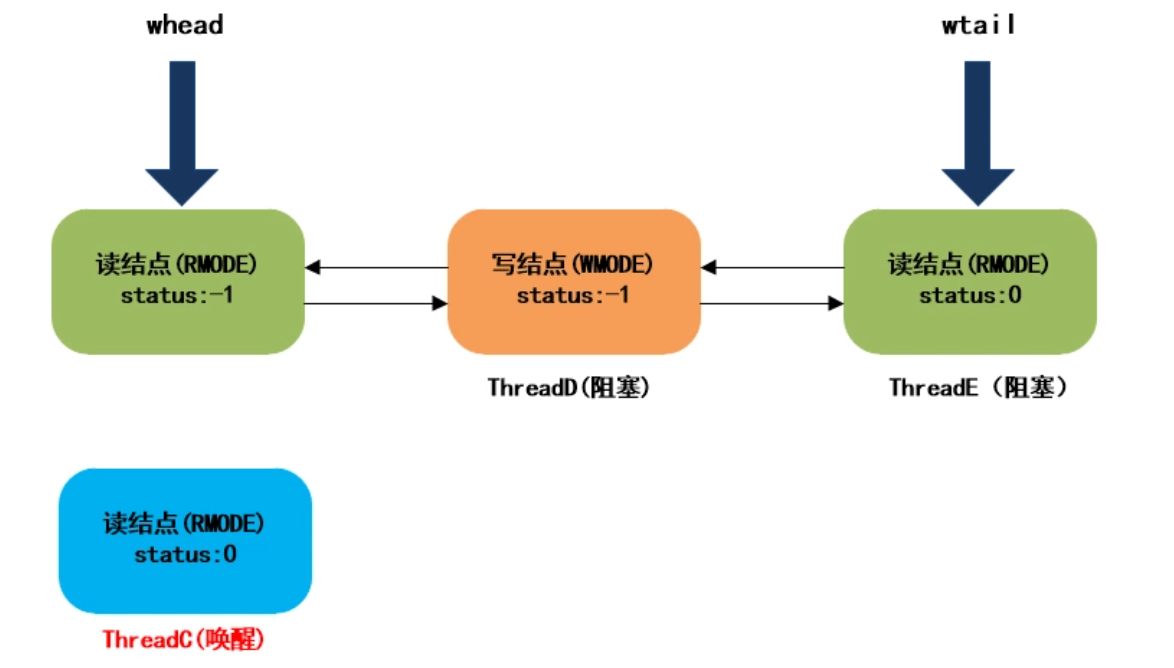 whead
wtail
读结点(RMODE)
status:-1
写结点(WMODE)
status:-1
读结点(RMODE)
status:0
ThreadD(阻塞)
ThreadE（阻塞）
读结点(RMODE)
status:0
ThreadC(唤醒)